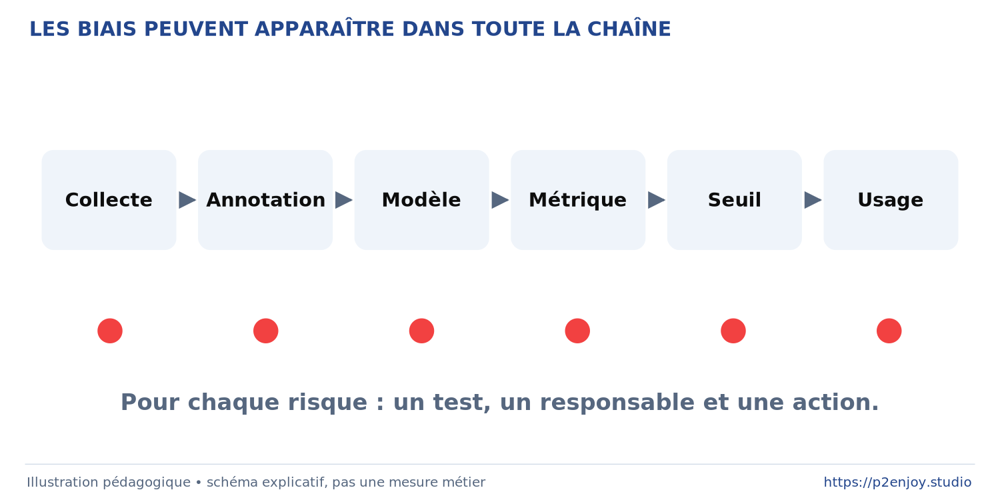 LES BIAIS PEUVENT APPARAÎTRE DANS TOUTE LA CHAÎNE
Collecte
Annotation
Modèle
Métrique
Seuil
Usage
Pour chaque risque : un test, un responsable et une action.
Illustration pédagogique • schéma explicatif, pas une mesure métier
https://p2enjoy.studio